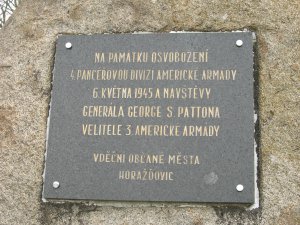 NA PAMÁTKU OSVOBOZENÍ
4. PANCÉŘOVOU DIVIZÍ AMERICKÉ ARMÁDY
6. KVĚTNA 1945 A NÁVŠTĚVY
GENERÁLA GEORGE S. PATTONA
VELITELE 3. AMERICKÉ ARMÁDY
VDĚČNÍ OBČANÉ MĚSTA
HORAŽĎOVIC